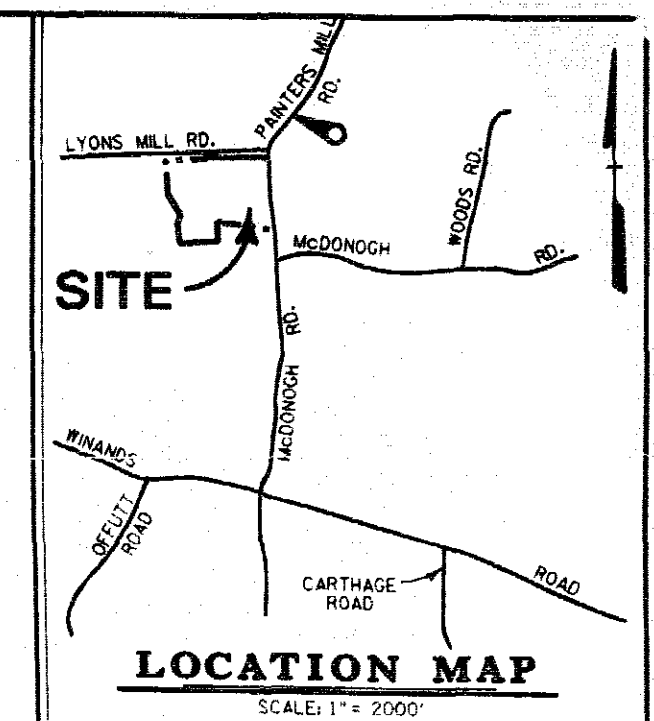 PAINTERS MILL
RD.
LYONS MILL RD.
WOODS RD.
McDONOGH
RD.
SITE
RD.
McDONOGH
WINANDS
OFFUTT
ROAD
CARTHAGE
ROAD
ROAD
LOCATION MAP
SCALE: 1" = 2000'